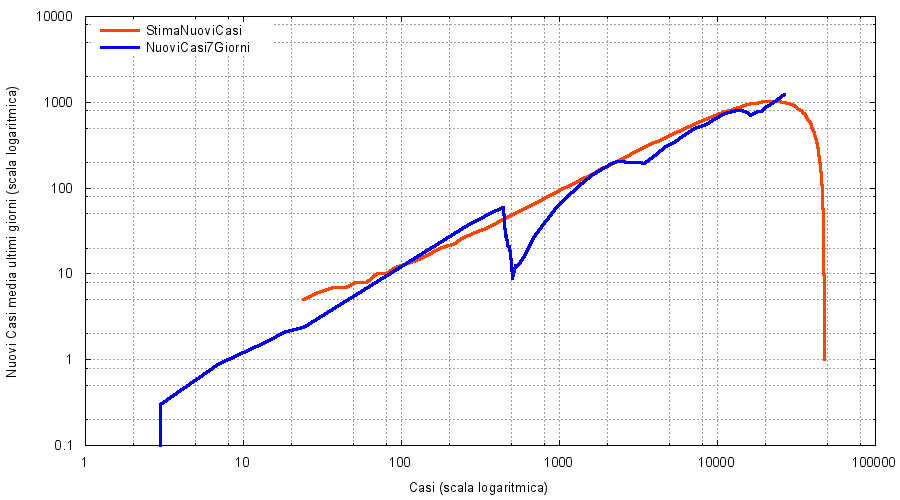 10000
1000
100
10
1
0.1
StimaNuoviCasi
NuoviCasi7Giorni
Nuovi Casi media ultimi giorni (scala logaritmica)
1 10 100 1000 10000 100000
Casi (scala logaritmica)